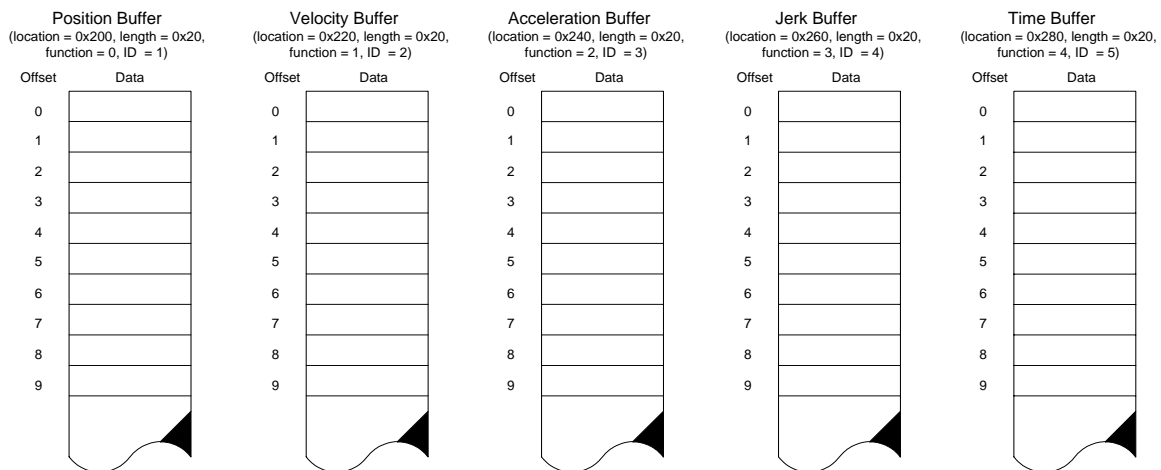 Position Buffer
(location = 0x200, length = 0x20,
function = 0, ID = 1)
Offset Data
0
1
2
3
4
5
6
7
8
9
Velocity Buffer
(location = 0x220, length = 0x20,
function = 1, ID = 2)
Offset Data
0
1
2
3
4
5
6
7
8
9
Acceleration Buffer
(location = 0x240, length = 0x20,
function = 2, ID = 3)
Offset Data
0
1
2
3
4
5
6
7
8
9
Jerk Buffer
(location = 0x260, length = 0x20,
function = 3, ID = 4)
Offset Data
0
1
2
3
4
5
6
7
8
9
Time Buffer
(location = 0x280, length = 0x20,
function = 4, ID = 5)
Offset Data
0
1
2
3
4
5
6
7
8
9